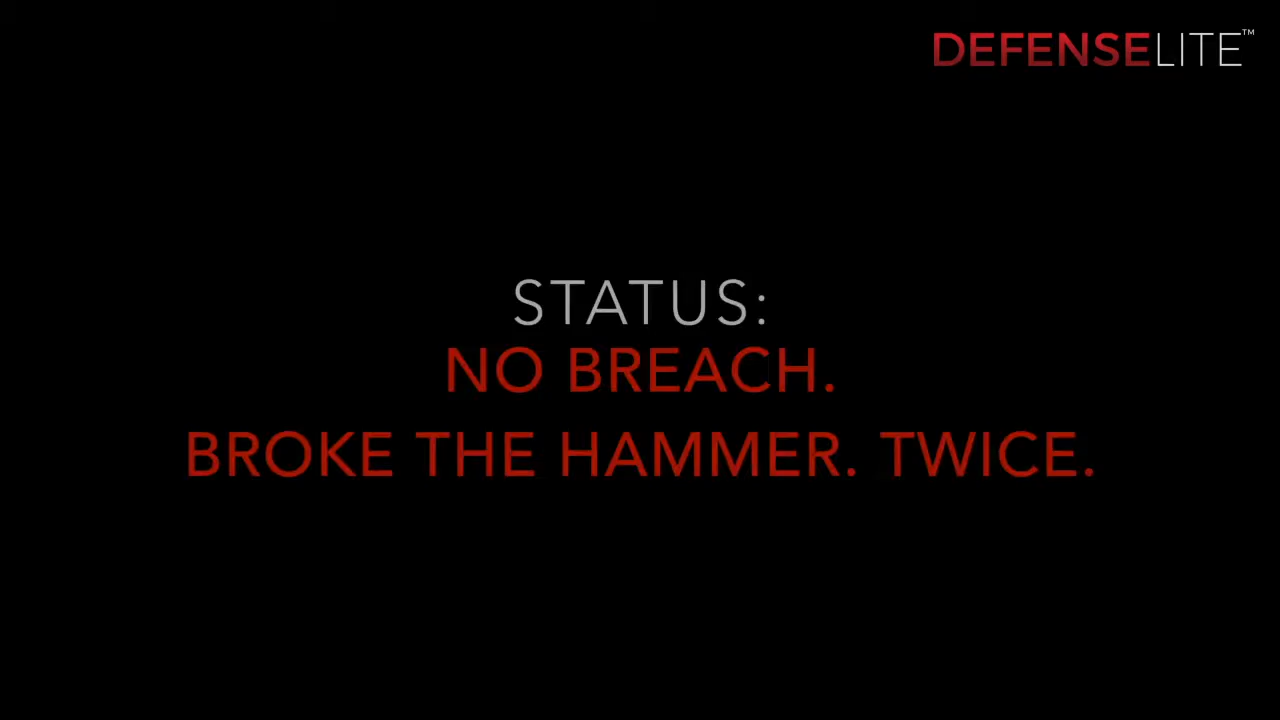 DEFENSELITE™
STATUS:
NO BREACH.
BROKE THE HAMMER. TWICE.